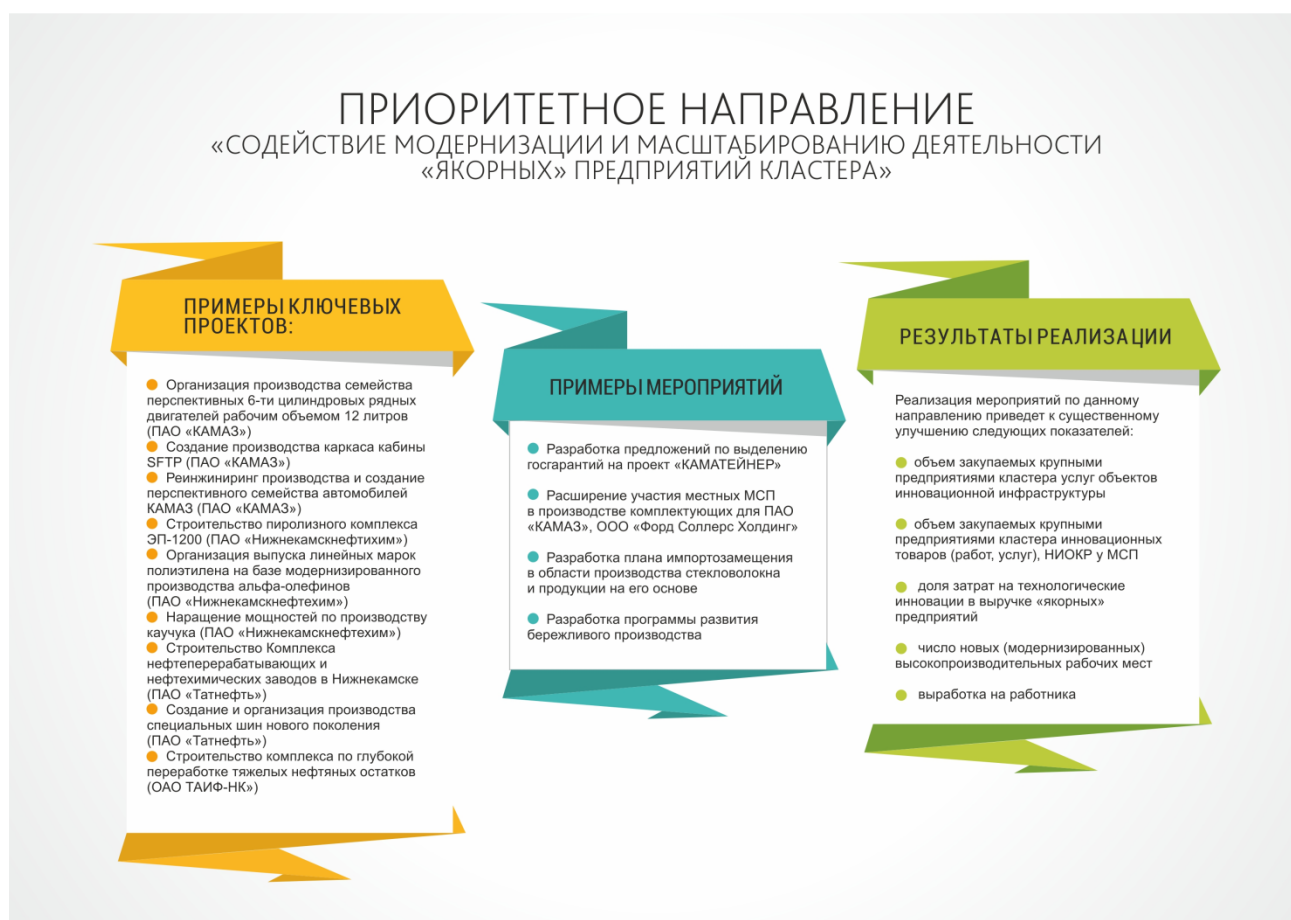 ПРИОРИТЕТНОЕ НАПРАВЛЕНИЕ
«СОДЕЙСТВИЕ МОДЕРНИЗАЦИИ И МАСШТАБИРОВАНИЮ ДЕЯТЕЛЬНОСТИ
«ЯКОРНЫХ» ПРЕДПРИЯТИЙ КЛАСТЕРА»
ПРИМЕРЫ КЛЮЧЕВЫХ
ПРОЕКТОВ:
● Организация производства семейства
перспективных 6-ти цилиндровых рядных
двигателей рабочим объемом 12 литров
(ПАО «КАМАЗ»)
● Создание производства каркаса кабины
SFTP (ПАО «КАМАЗ»)
● Реинжиниринг производства и создание
перспективного семейства автомобилей
КАМАЗ (ПАО «КАМАЗ»)
● Строительство пиролизного комплекса
ЭП-1200 (ПАО «Нижнекамскнефтихим»)
● Организация выпуска линейных марок
полиэтилена на базе модернизированного
производства альфа-олефинов
(ПАО «Нижнекамскнефтехим»)
● Наращение мощностей по производству
каучука (ПАО «Нижнекамскнефтехим»)
● Строительство Комплекса
нефтеперерабатывающих и
нефтехимических заводов в Нижнекамске
(ПАО «Татнефть»)
● Создание и организация производства
специальных шин нового поколения
(ПАО «Татнефть»)
● Строительство комплекса по глубокой
переработке тяжелых нефтяных остатков
(ОАО ТАИФ-НК»)
ПРИМЕРЫ МЕРОПРИЯТИЙ
● Разработка предложений по выделению
госгарантий на проект «КАМАТЕЙНЕР»
● Расширение участия местных МСП
в производстве комплектующих для ПАО
«КАМАЗ», ООО «Форд Соллерс Холдинг»
● Разработка плана импортозамещения
в области производства стекловолокна
и продукции на его основе
● Разработка программы развития
бережливого производства
РЕЗУЛЬТАТЫ РЕАЛИЗАЦИИ
Реализация мероприятий по данному
направлению приведет к существенному
улучшению следующих показателей:
● объем закупаемых крупными
предприятиями кластера услуг объектов
инновационной инфраструктуры
● объем закупаемых крупными
предприятиями кластера инновационных
товаров (работ, услуг), НИОКР у МСП
● доля затрат на технологические
инновации в выручке «якорных»
предприятий
● число новых (модернизированных)
высокопроизводительных рабочих мест
● выработка на работника